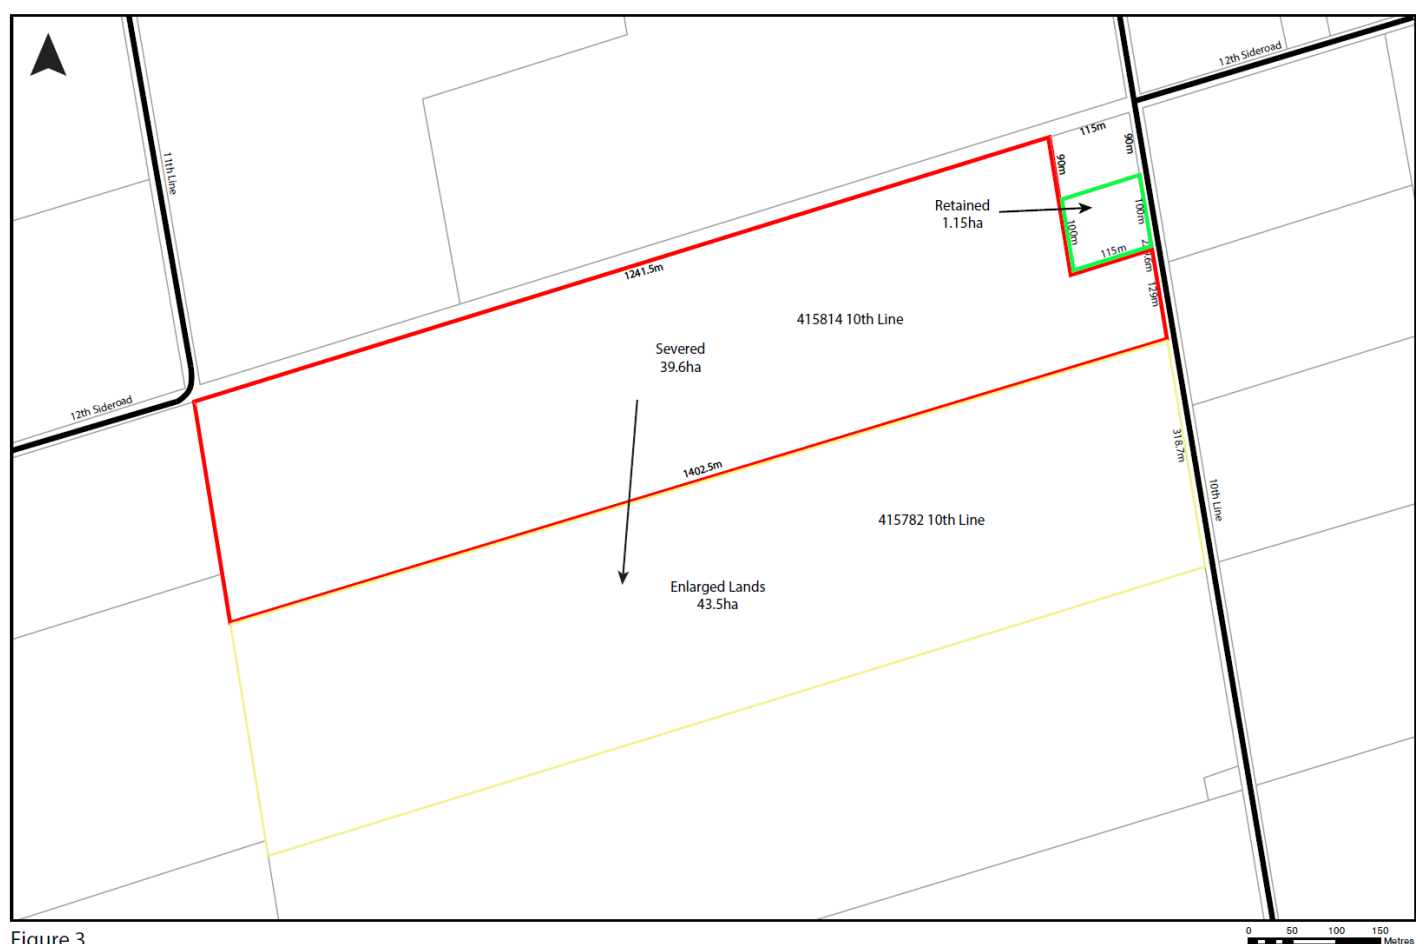 12th Sideroad
11th Line
115m
90m
90m
Retained
1.15ha
100m
100m
115m
1241.5m
129m
415814 10th Line
Severed
39.6ha
12th Sideroad
318.7m
1402.5m
10th Line
415782 10th Line
Enlarged Lands
43.5ha
Figure 3
0 50 100 150
Metres